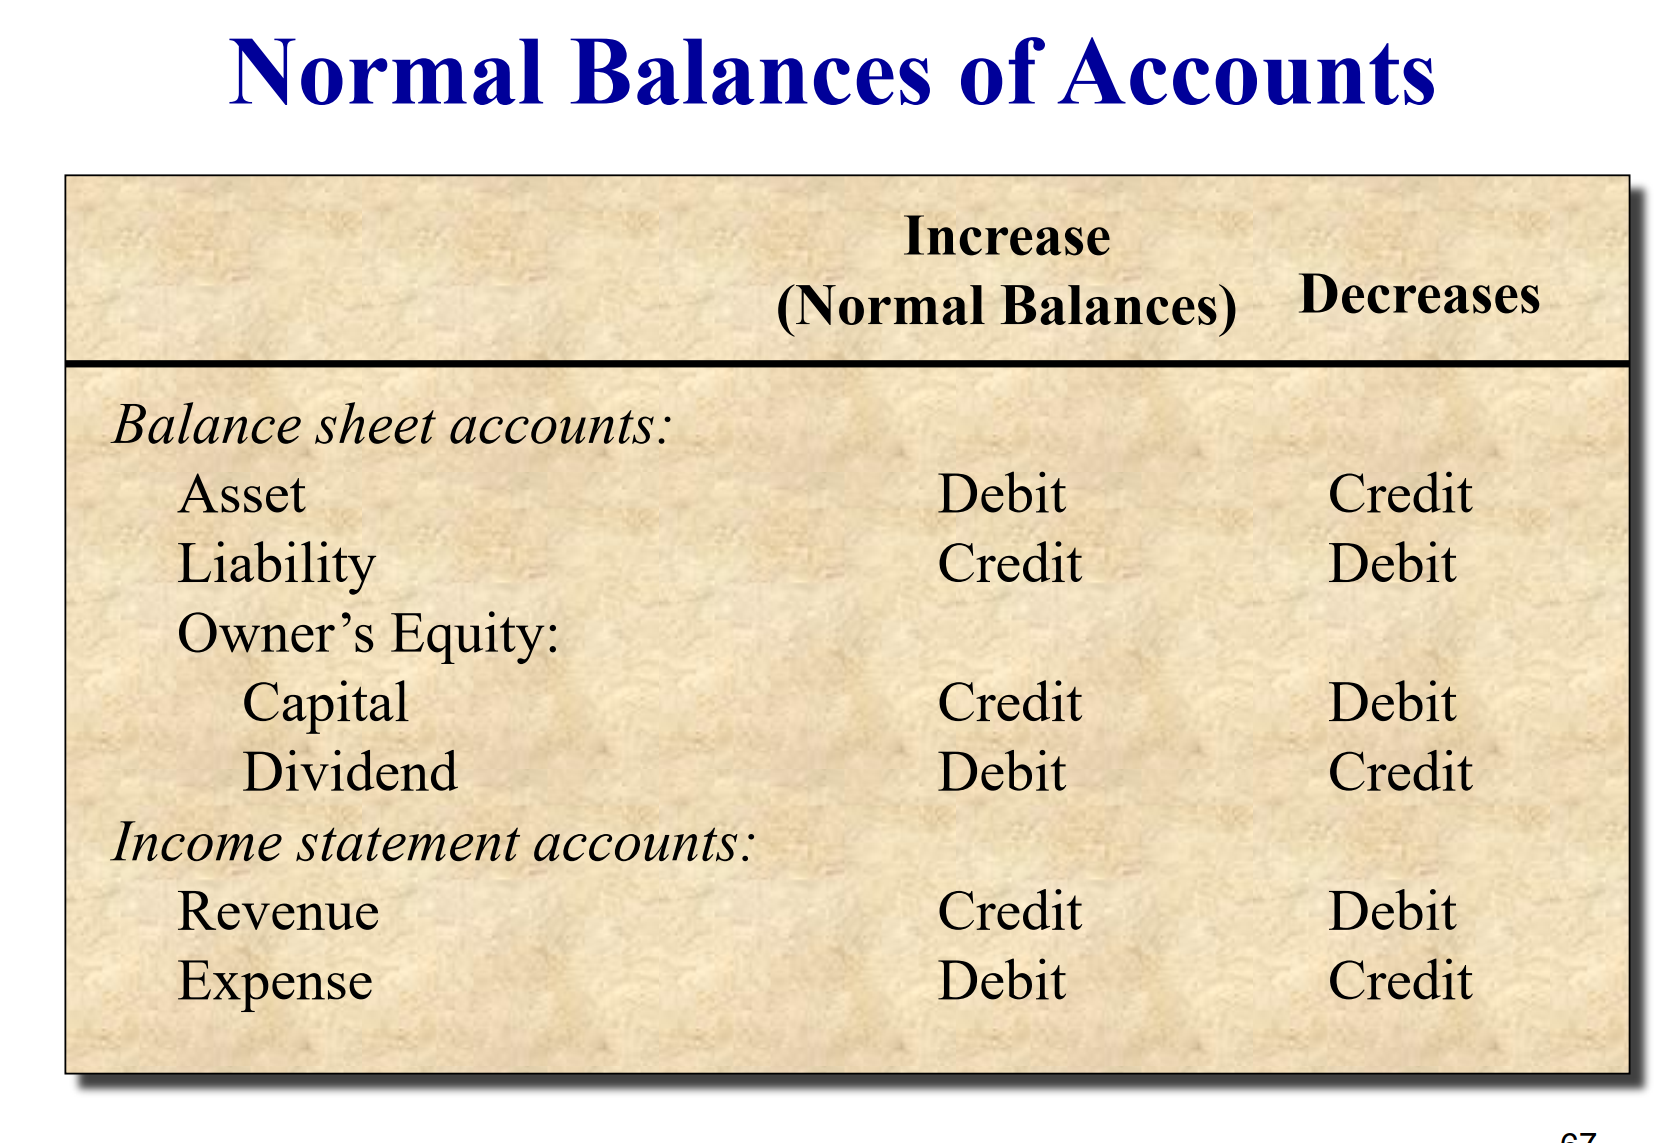 Normal Balances of Accounts
Increase
(Normal Balances) Decreases
Balance sheet accounts:
Asset Debit Credit
Liability Credit Debit
Owner’s Equity:
Capital Credit Debit
Dividend Debit Credit
Income statement accounts:
Revenue Credit Debit
Expense Debit Credit
67